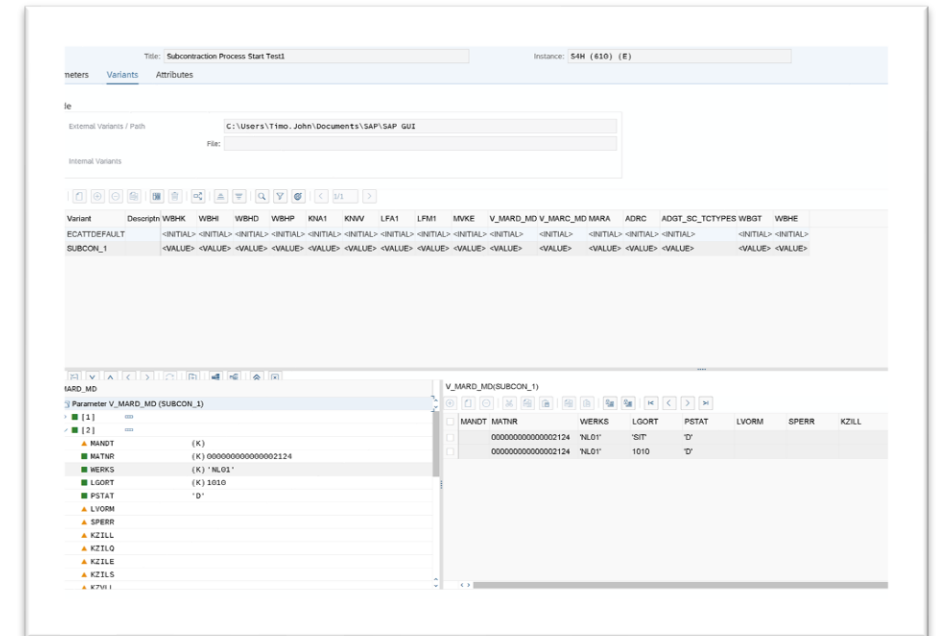 Title: Subcontraction Process Start Test1 Instance: S4H (610) (E)
meters Variants Attributes
le
External Variants / Path C:\Users\Timo.John\Documents\SAP\SAP GUI
File:
Internal Variants
1/1
Variant Descriptn WBHK WBHI WBHD WBHP KNA1 KNVV LFA1 LFM1 MVKE V_MARD_MD V_MARC_MD MARA ADRC ADGT_SC_TCTYPES WBGT WBHE
ECATTDEFAULT <INITIAL> <INITIAL> <INITIAL> <INITIAL> <INITIAL> <INITIAL> <INITIAL> <INITIAL> <INITIAL> <INITIAL> <INITIAL> <INITIAL> <INITIAL> <INITIAL> <INITIAL> <INITIAL>
SUBCON_1 <VALUE> <VALUE> <VALUE> <VALUE> <VALUE> <VALUE> <VALUE> <VALUE> <VALUE> <VALUE> <VALUE> <VALUE> <VALUE> <VALUE> <VALUE> <VALUE>
MARD_MD
Parameter V_MARD_MD (SUBCON_1)
[1]
[2]
MANDT (K)
MATNR (K) 000000000000002124
WERKS (K) 'NL01'
LGORT (K) 1010
PSTAT 'D'
LVORM
SPERR
KZILL
KZILQ
KZILE
KZILS
KZVLL
V_MARD_MD(SUBCON_1)
MANDT MATNR WERKS LGORT PSTAT LVORM SPERR KZILL
000000000000002124 'NL01' 'SIT' 'D'
000000000000002124 'NL01' 1010 'D'